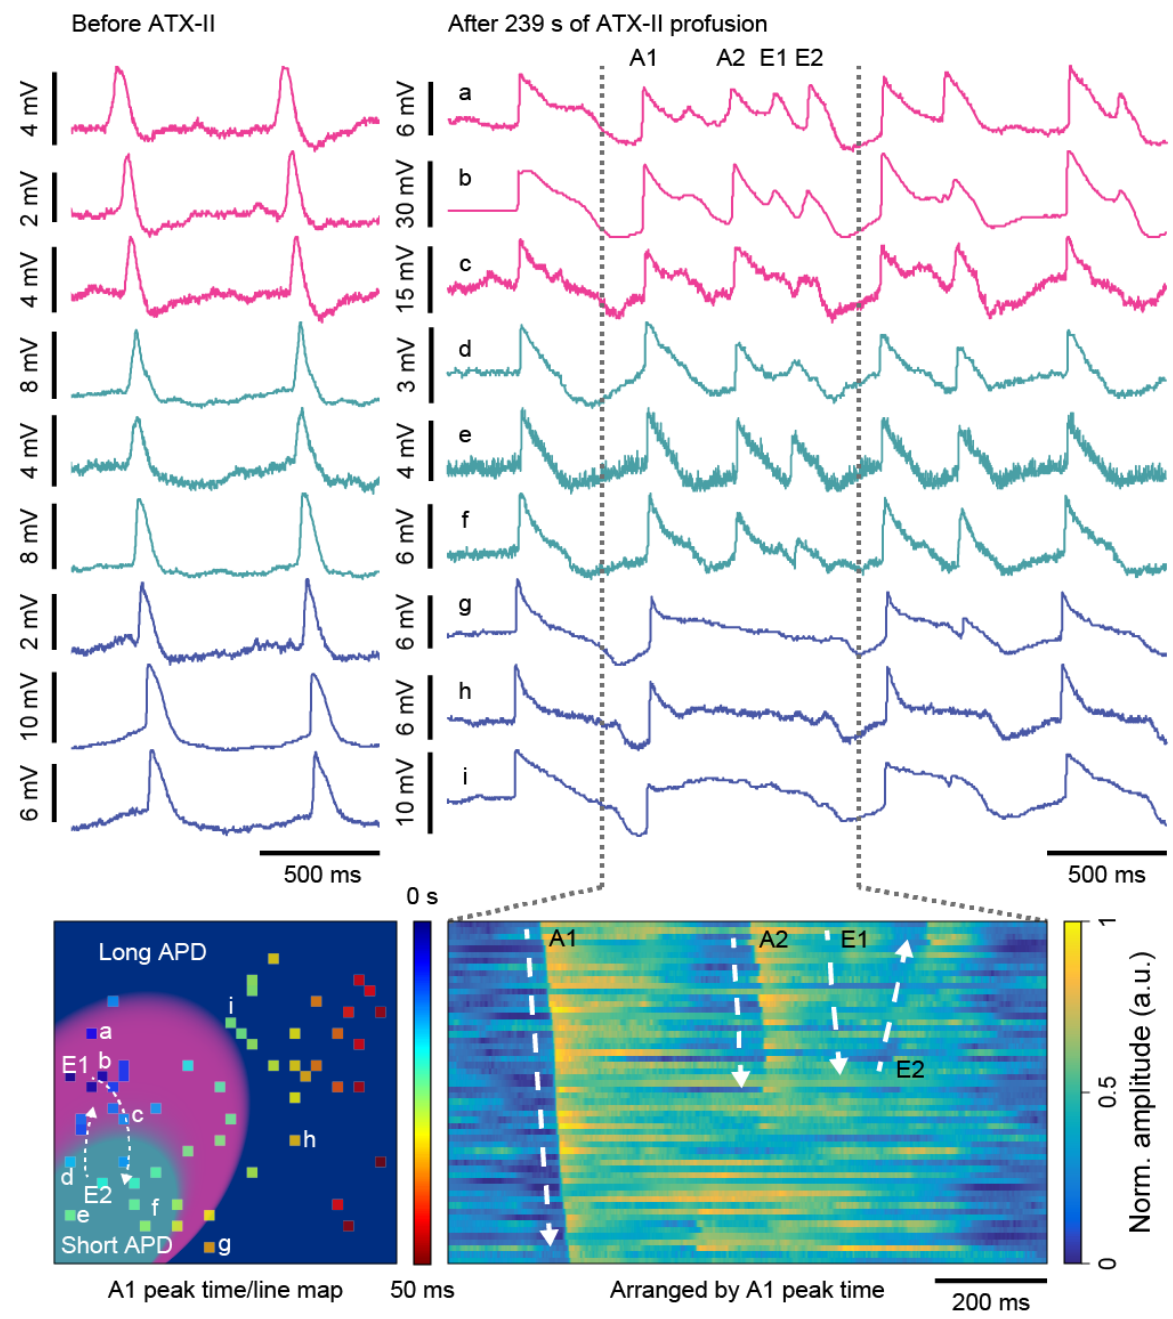 Before ATX-II
After 239 s of ATX-II profusion
A1 A2 E1 E2
4 mV
6 mV
a
2 mV
30 mV
b
4 mV
15 mV
c
8 mV
3 mV
d
4 mV
4 mV
e
8 mV
6 mV
f
2 mV
6 mV
g
10 mV
6 mV
h
6 mV
10 mV
i
500 ms
500 ms
0 s
50 ms
Long APD
i
a
E1
b
c
h
d
E2
e
f
g
Short APD
A1 peak time/line map
A1
A2
E1
E2
Arranged by A1 peak time
200 ms
1
0.5
0
Norm. amplitude (a.u.)